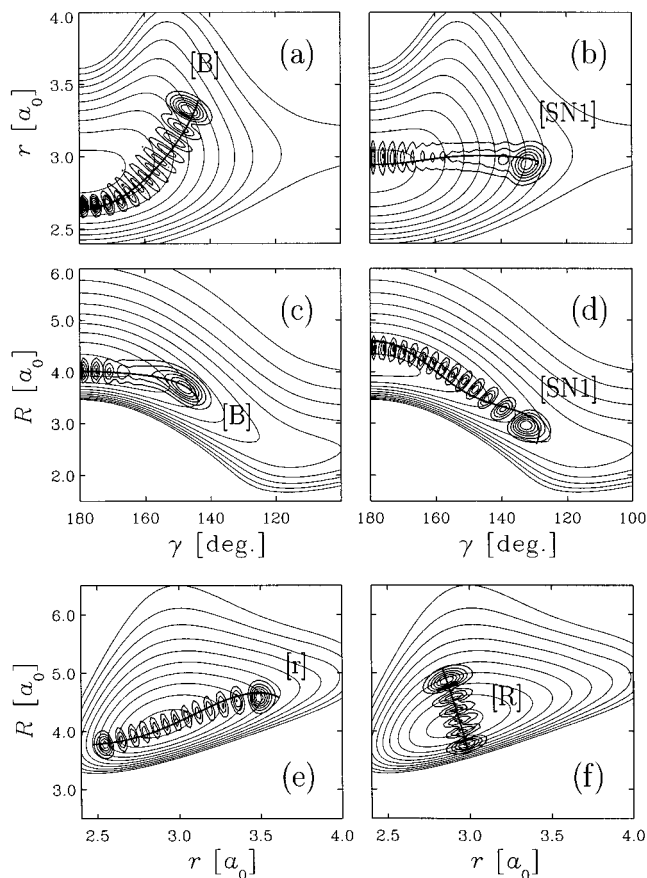 4.0
3.5
3.0
2.5
r [a0]
[B]
(a)
(b)
[SN1]
6.0
5.0
4.0
3.0
2.0
R [a0]
(c)
[B]
(d)
[SN1]
180 160 140 120
γ [deg.]
180 160 140 120 100
γ [deg.]
6.0
5.0
4.0
3.0
R [a0]
[r]
(e)
[R]
(f)
2.5 3.0 3.5 4.0
r [a0]
2.5 3.0 3.5 4.0
r [a0]